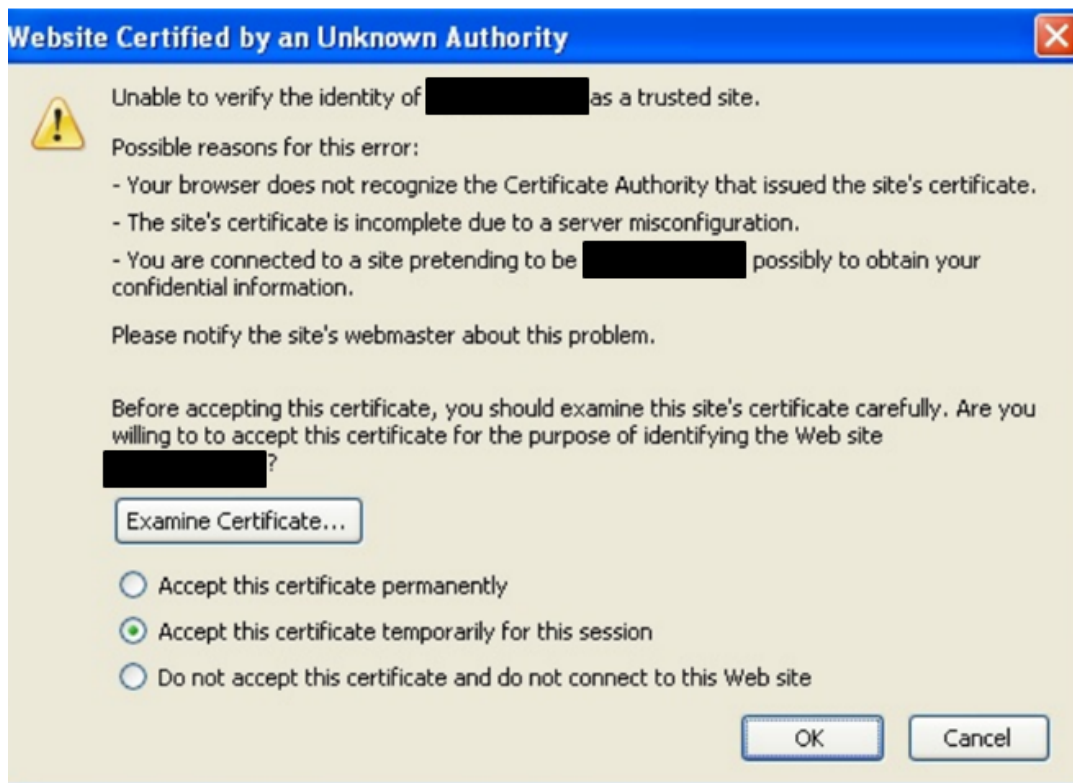 Website Certified by an Unknown Authority
Unable to verify the identity of as a trusted site.
Possible reasons for this error:
- Your browser does not recognize the Certificate Authority that issued the site's certificate.
- The site's certificate is incomplete due to a server misconfiguration.
- You are connected to a site pretending to be possibly to obtain your
confidential information.
Please notify the site's webmaster about this problem.
Before accepting this certificate, you should examine this site's certificate carefully. Are you
willing to to accept this certificate for the purpose of identifying the Web site
?
Examine Certificate...
Accept this certificate permanently
Accept this certificate temporarily for this session
Do not accept this certificate and do not connect to this Web site
OK Cancel